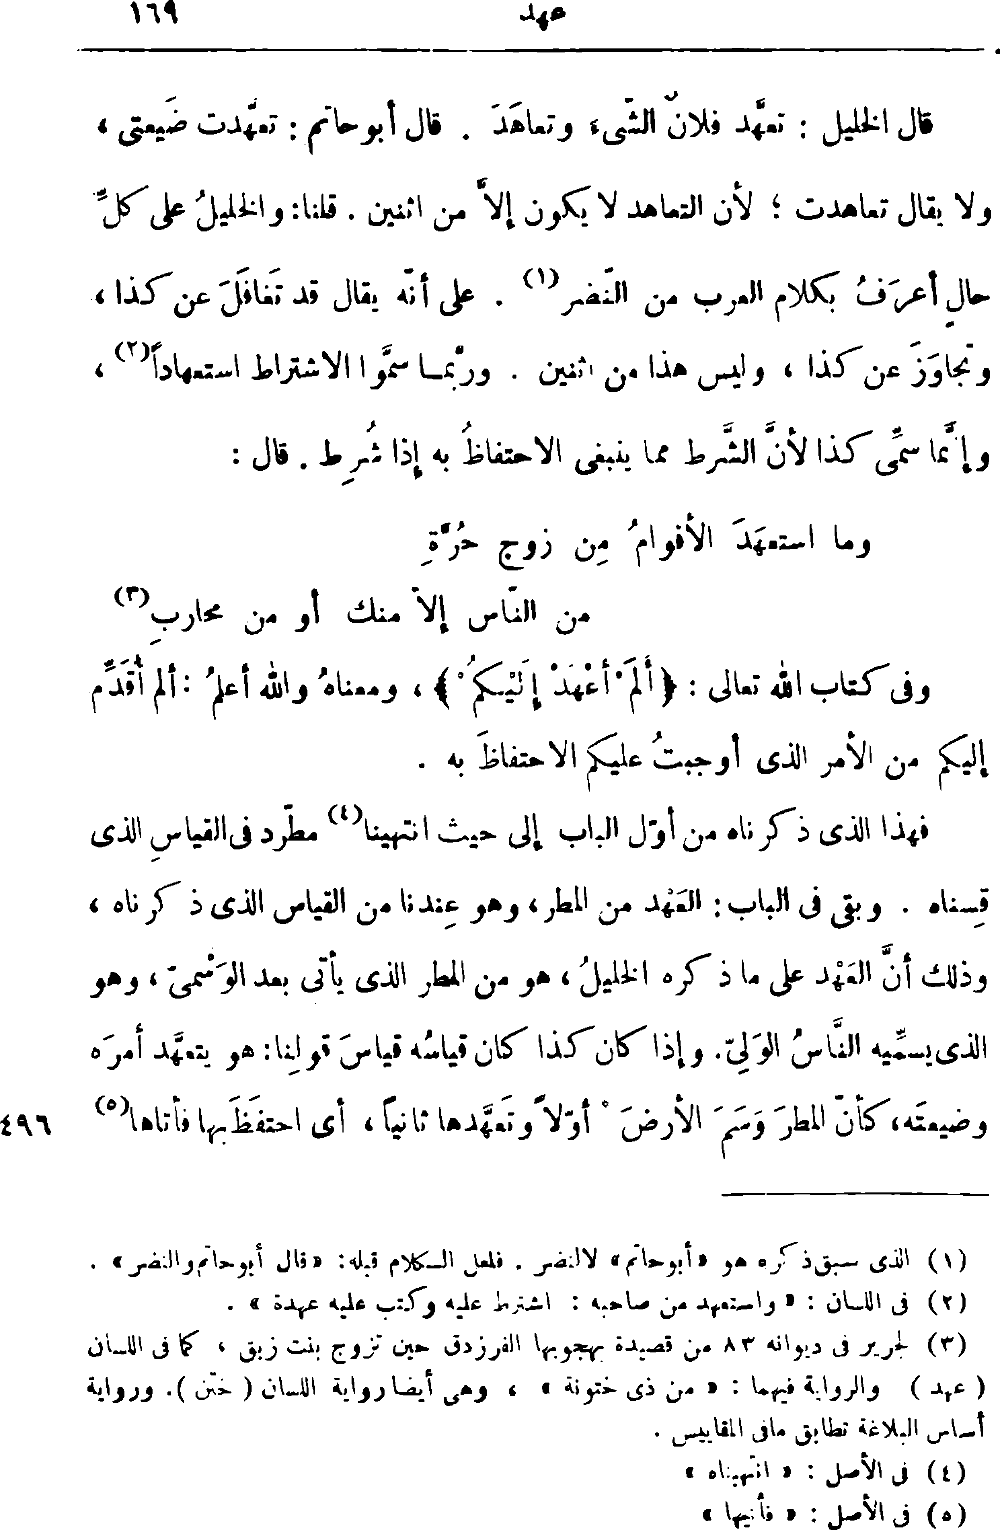 عهد ١٦٩
قال الخليل : تعهَّد فلانٌ الشّىء وتعاهَدَ . قال أبو حاتم : تعهَّدت ضَيعتى ،
ولا يقال تعاهدت ؛ لأن التعاهد لا يكون إلاَّ من اثنين . قلنا : والخليلُ على كلِّ
حالٍ أعرَفُ بكلام العرب من النّضر(١) . على أنّه يقال قد تَغافَلَ عن كذا ،
وتجاوَزَ عن كذا ، وليس هذا من اثنين . وربَّمـا سمَّوا الاشتراط استعهاداً(٢) ،
وإنَّما سمِّى كذا لأنَّ الشَّرط مما ينبغى الاحتفاظُ به إذا شُرِط . قال :
وما استعهَدَ الأقوامُ مِن زوج حُرَّةٍ
من النّاس إلاّ منك أو من محاربِ(٣)
وفى كتاب الله تعالى : ﴿ أَلَمْ أَعْهَدْ إِلَيْكُمْ ﴾ ، ومعناهُ والله أعلمُ : ألم أُقَدِّم
إليكم من الأمر الذى أوجبتُ عليكم الاحتفاظَ به .
فهذا الذى ذكرناه من أوّل الباب إلى حيث انتهينا(٤) مطّرد فى القياسِ الذى
قِسناه . وبقى فى الباب : العَهْد من المطر ، وهو عِندنا من القياس الذى ذكرناه ،
وذلك أنَّ العَهْد على ما ذكره الخليلُ ، هو من المطر الذى يأتى بعد الوَسْمىّ ، وهو
الذى يسمِّيه النَّاسُ الوَلِىّ . وإذا كان كذا كان قياسُه قياسَ قولِنا : هو يتعهَّد أمرَه
وضيعتَه ، كأنّ المطرَ وَسَمَ الأرضَ أوّلاً وتَعهَّدها ثانياً ، أى احتفَظَ بها فأتاها(٥) ٤٩٦
(١) الذى سبق ذكره هو « أبو حاتم » لا النضر . فلعل الـكلام قبله : « قال أبو حاتم والنضر » .
(٢) فى اللسان : « واستعهد من صاحبه : اشترط عليه وكتب عليه عهدة » .
(٣) لجرير فى ديوانه ٨٣ من قصيدة يهجو بها الفرزدق حين تزوج بنت زيق ، كما فى اللسان
( عهد ) والرواية فيهما : « من ذى ختونة » ، وهى أيضا رواية اللسان ( ختن ) . ورواية
أساس البلاغة تطابق ما فى المقاييس .
(٤) فى الأصل : « انتهيناه »
(٥) فى الأصل : « فأنيها »